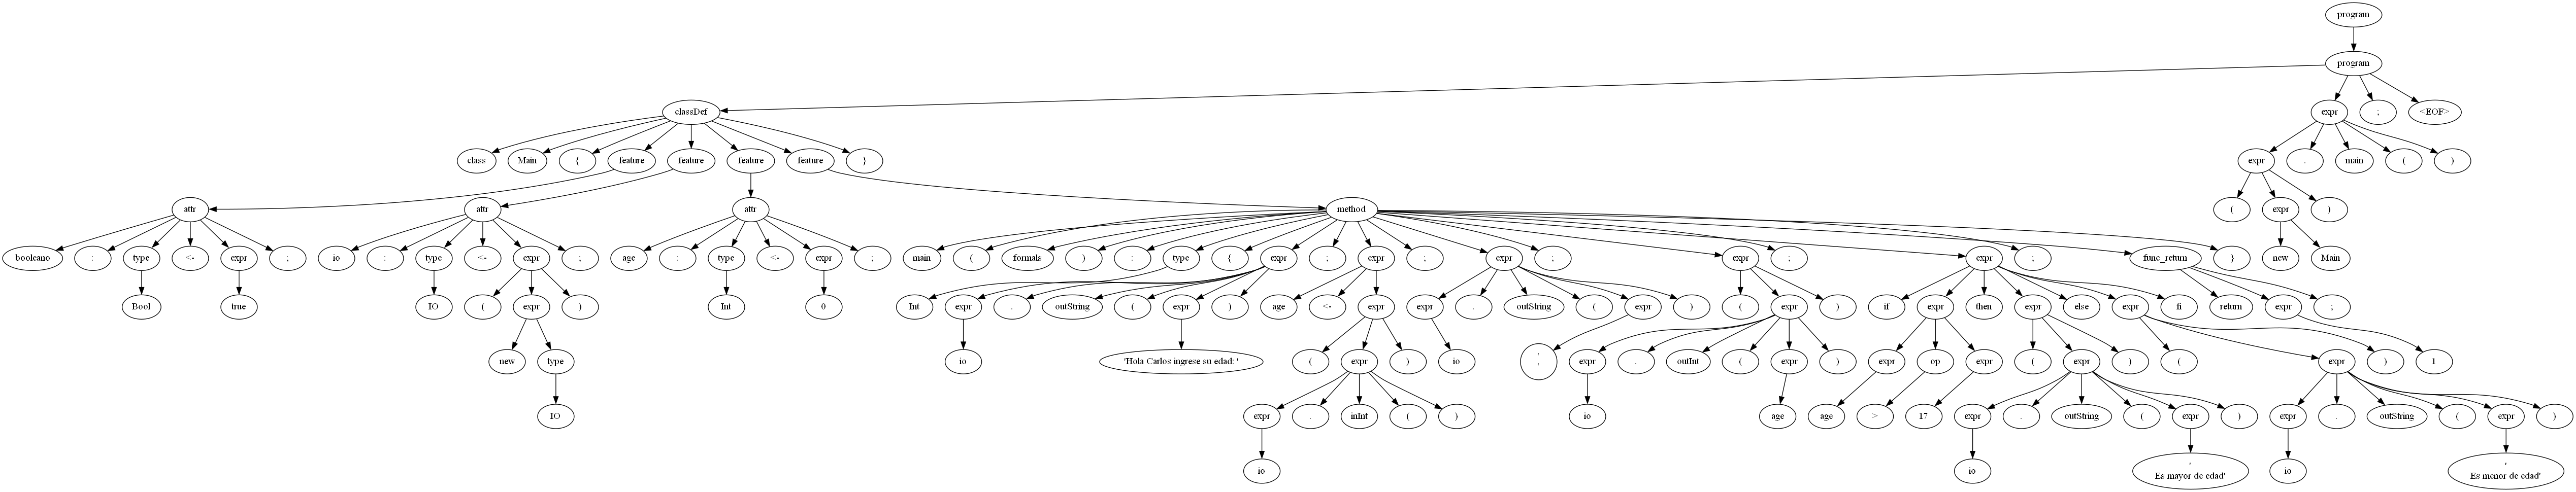 program
program
classDef expr ; <EOF>
class Main { feature feature feature feature } expr . main ( )
attr attr attr method ( expr )
booleano : type <- expr ; io : type <- expr ; age : type <- expr ; main ( formals ) : type { expr ; expr ; expr ; expr ; expr ; func_return } new Main
Bool true IO ( expr ) Int 0 Int expr . outString ( expr ) age <- expr expr . outString ( expr ) ( expr ) if expr then expr else expr fi return expr ;
new type io 'Hola Carlos ingrese su edad: ' ( expr ) io '
' expr . outInt ( expr ) expr op expr ( expr ) ( expr ) 1
IO expr . inInt ( ) io age age > 17 expr . outString ( expr ) expr . outString ( expr )
io io '
Es mayor de edad' io '
Es menor de edad'